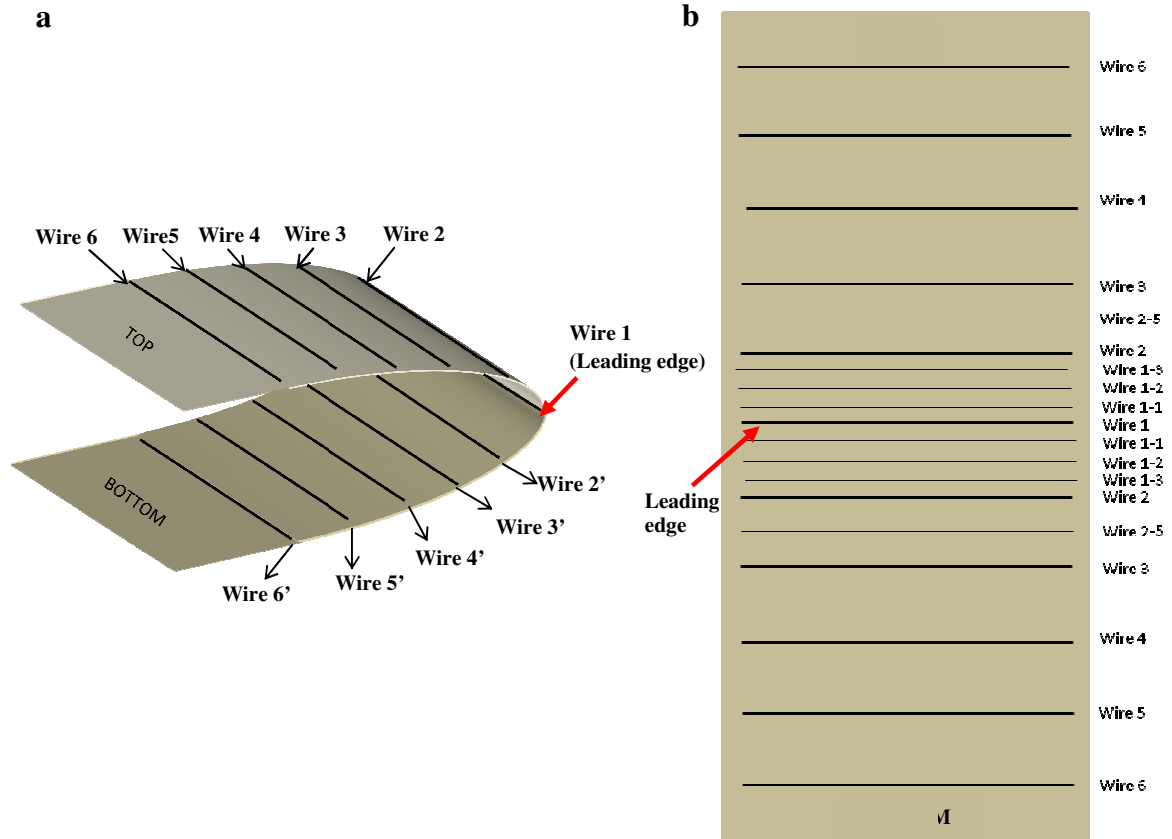 a
Wire 6
Wire5
Wire 4
Wire 3
Wire 2
Wire 1
(Leading edge)
TOP
BOTTOM
Wire 2’
Wire 3’
Wire 4’
Wire 5’
Wire 6’
b
Wire 6
Wire 5
Wire 4
Wire 3
Wire 2-5
Wire 2
Wire 1-3
Wire 1-2
Wire 1-1
Wire 1
Wire 1-1
Wire 1-2
Wire 1-3
Wire 2
Wire 2-5
Wire 3
Wire 4
Wire 5
Wire 6
Leading
edge
M